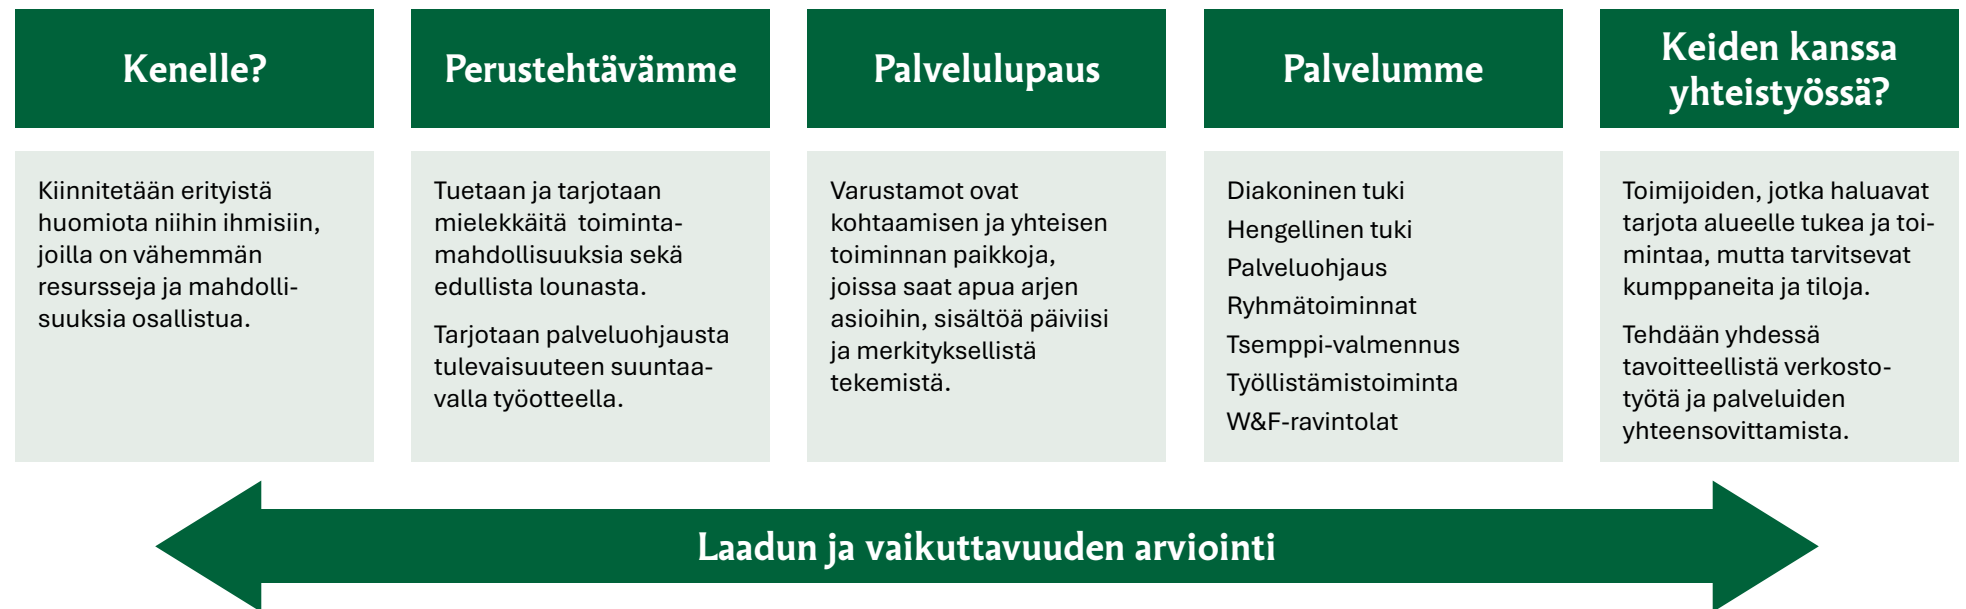 Kenelle?
Kiinnitetään erityistä
huomiota niihin ihmisiin,
joilla on vähemmän
resursseja ja mahdolli-
suuksia osallistua.
Perustehtävämme
Tuetaan ja tarjotaan
mielekkäitä toiminta-
mahdollisuuksia sekä
edullista lounasta.
Tarjotaan palveluohjausta
tulevaisuuteen suuntaa-
valla työotteella.
Palvelulupaus
Varustamot ovat
kohtaamisen ja yhteisen
toiminnan paikkoja,
joissa saat apua arjen
asioihin, sisältöä päiviisi
ja merkityksellistä
tekemistä.
Palvelumme
Diakoninen tuki
Hengellinen tuki
Palveluohjaus
Ryhmätoiminnat
Tsemppi-valmennus
Työllistämistoiminta
W&F-ravintolat
Keiden kanssa
yhteistyössä?
Toimijoiden, jotka haluavat
tarjota alueelle tukea ja toi-
mintaa, mutta tarvitsevat
kumppaneita ja tiloja.
Tehdään yhdessä
tavoitteellista verkosto-
työtä ja palveluiden
yhteensovittamista.
Laadun ja vaikuttavuuden arviointi